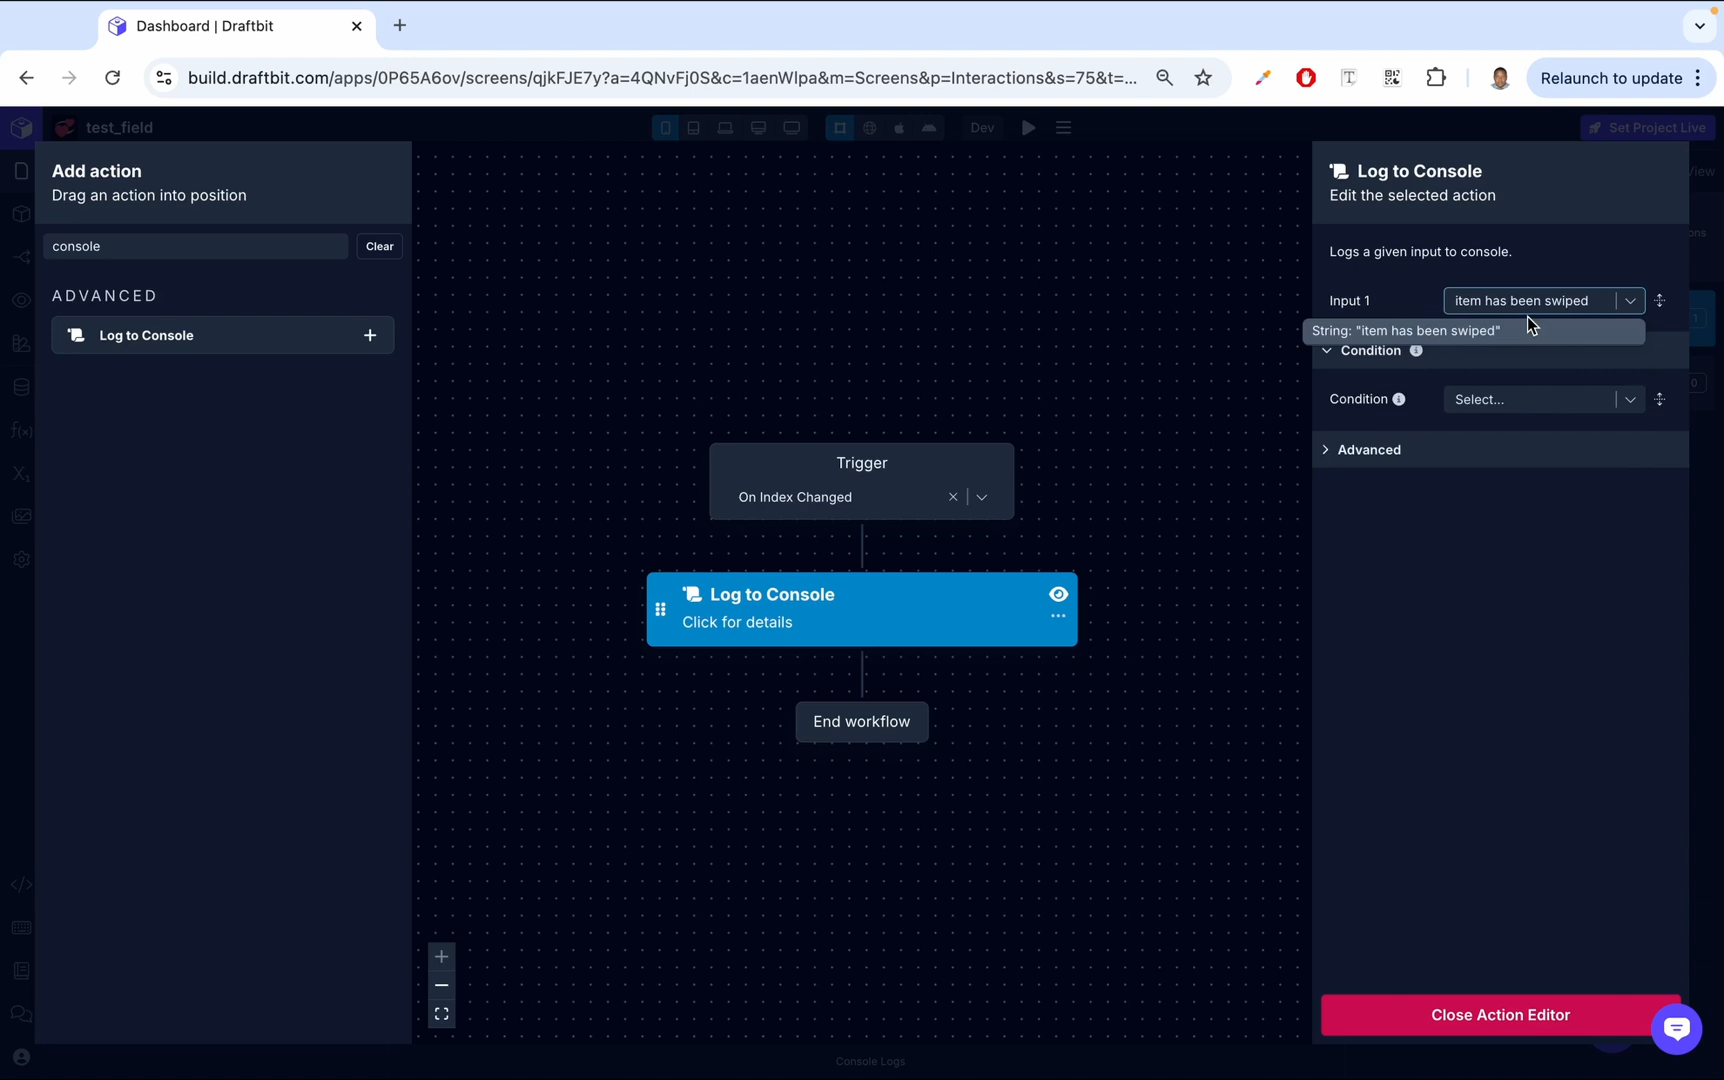 Dashboard | Draftbit
build.draftbit.com/apps/0P65A6ov/screens/qjkFJE7y?a=4QNvFj0S&c=1aenWlpa&m=Screens&p=Interactions&s=75&t=...
Relaunch to update
test_field
Dev
Set Project Live
Add action
Drag an action into position
console
Clear
ADVANCED
Log to Console
Trigger
On Index Changed
Log to Console
Click for details
End workflow
Console Logs
Log to Console
Edit the selected action
Logs a given input to console.
Input 1
item has been swiped
String: "item has been swiped"
Condition
Condition
Select...
Advanced
Close Action Editor